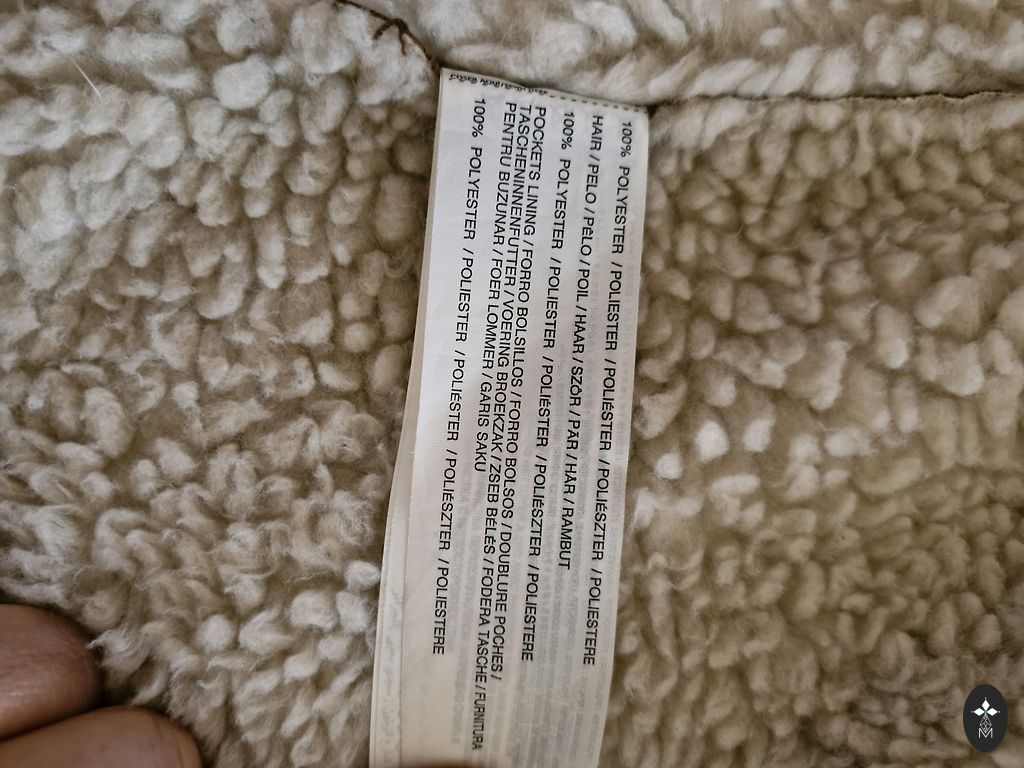 100% POLYESTER / POLIESTER / POLIÉSTER / POLIÉSZTER / POLIESTERE
HAIR / PELO / PÊLO / POIL / HAAR / SZŐR / PĂR / HÅR / RAMBUT
100% POLYESTER / POLIESTER / POLIÉSTER / POLIÉSZTER / POLIESTERE
POCKETS LINING / FORRO BOLSILLOS / FORRO BOLSOS / DOUBLURE POCHES /
TASCHENINNENFUTTER / VOERING BROEKZAK / ZSEB BÉLÉS / FODERA TASCHE / FURNITURA
PENTRU BUZUNAR / FOER LOMMER / GARIS SAKU
100% POLYESTER / POLIESTER / POLIÉSTER / POLIÉSZTER / POLIESTERE
M